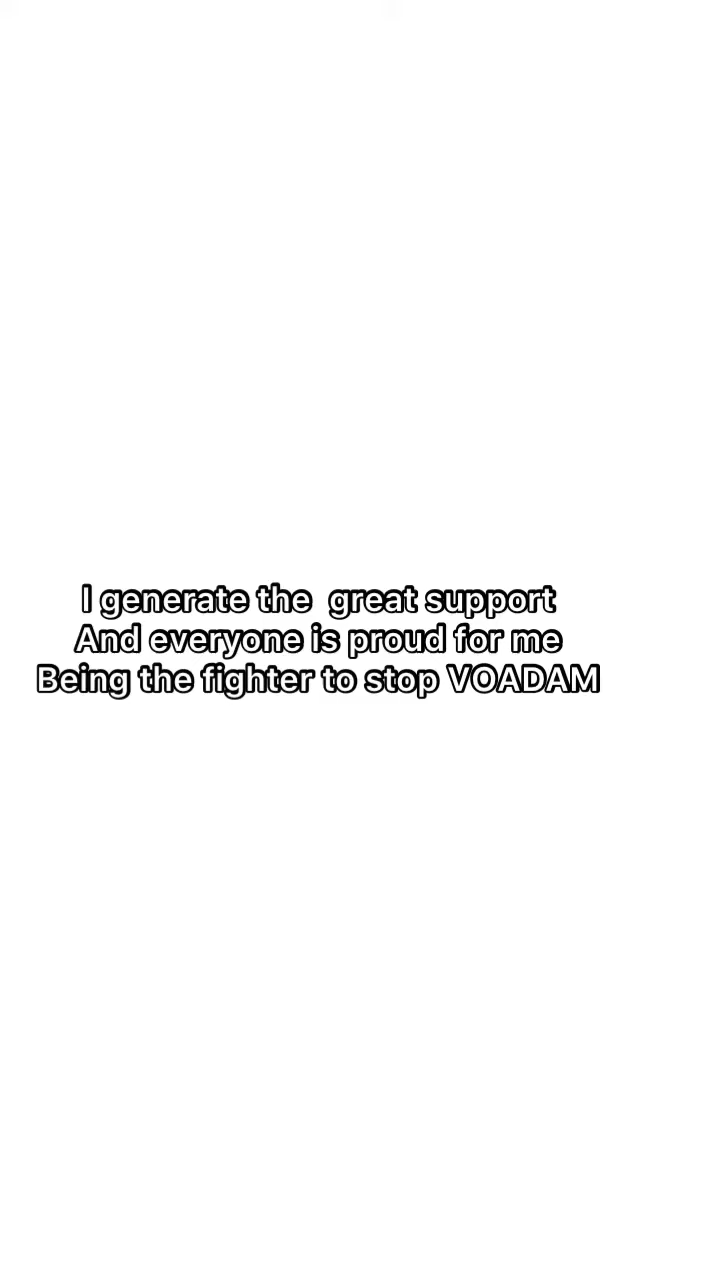 I generate the  great support
And everyone is proud for me
Being the fighter to stop VOADAM